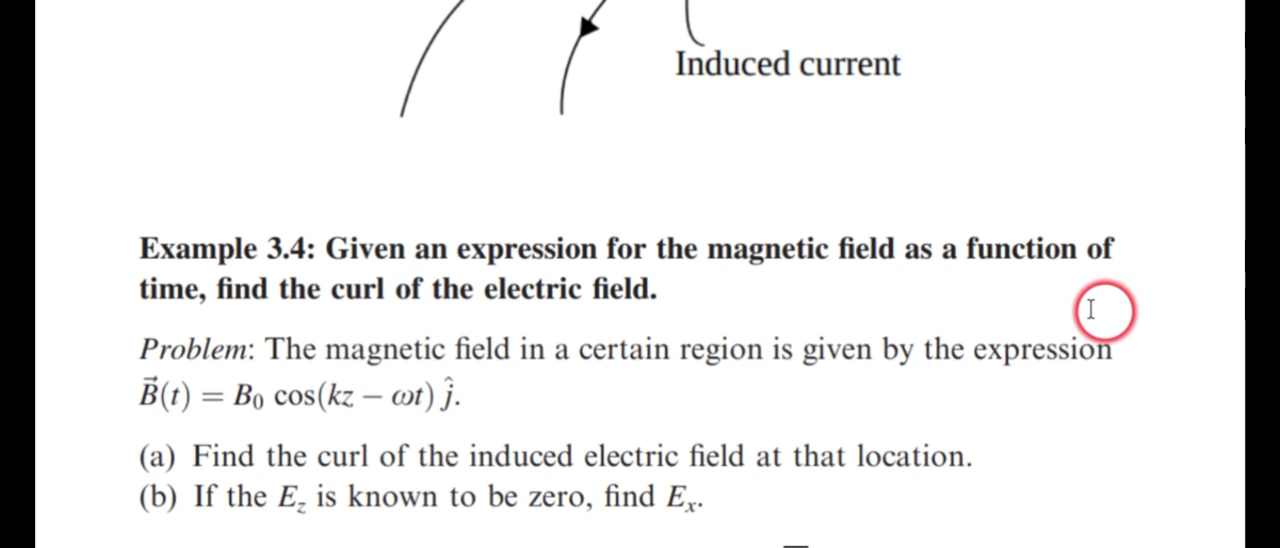 Induced current
Example 3.4: Given an expression for the magnetic field as a function of
time, find the curl of the electric field.
Problem: The magnetic field in a certain region is given by the expression
B⃗(t) = B₀ cos(kz − ωt) ĵ.
(a) Find the curl of the induced electric field at that location.
(b) If the E_z is known to be zero, find Eₓ.